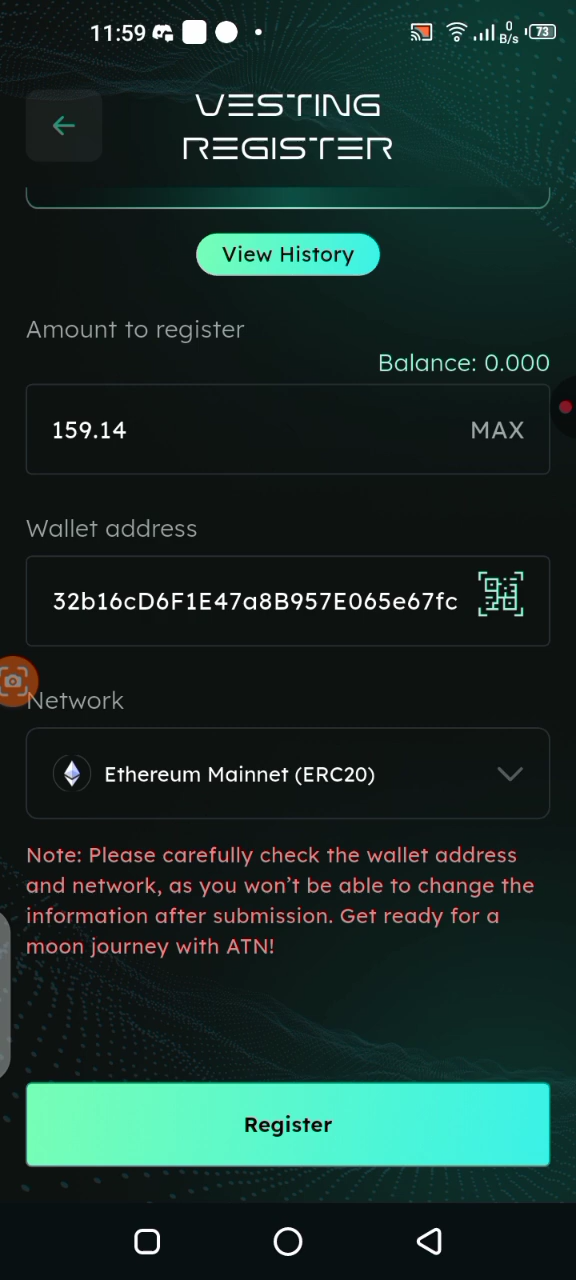 11:59
0
B/s
73
VESTING
REGISTER
View History
Amount to register
Balance: 0.000
159.14
MAX
Wallet address
32b16cD6F1E47a8B957E065e67fc
Network
Ethereum Mainnet (ERC20)
Note: Please carefully check the wallet address
and network, as you won't be able to change the
information after submission. Get ready for a
moon journey with ATN!
Register